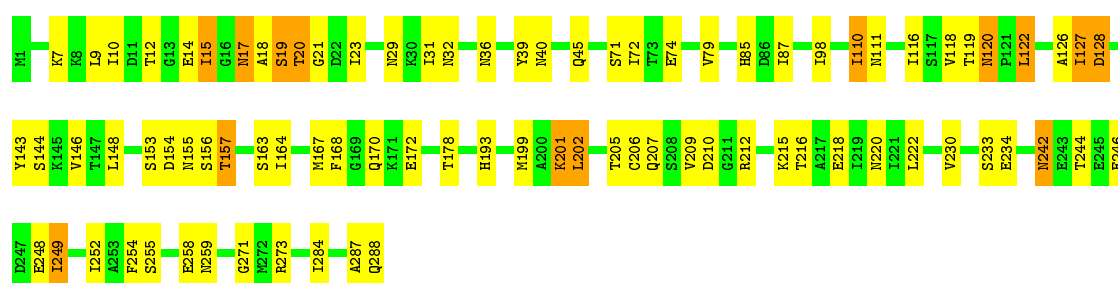 M1 K7 K8 L9 I10 D11 T12 G13 E14 I15 G16 N17 A18 S19 T20 G21 D22 I23 N29 K30 I31 N32 N36 Y39 N40 Q45 S71 I72 T73 E74 V79 H85 D86 I87 I98 I110 N111 I116 S117 V118 T119 N120 P121 L122 A126 I127 D128
Y143 S144 K145 V146 T147 L148 S153 D154 N155 S156 T157 S163 I164 M167 F168 G169 Q170 K171 E172 T178 H193 M199 A200 K201 L202 T205 C206 Q207 S208 V209 D210 G211 R212 K215 T216 A217 E218 I219 N220 I221 L222 V230 S233 E234 N242 E243 T244 E245
D247 E248 I249 I252 A253 F254 S255 E258 N259 G271 M272 R273 I284 A287 Q288